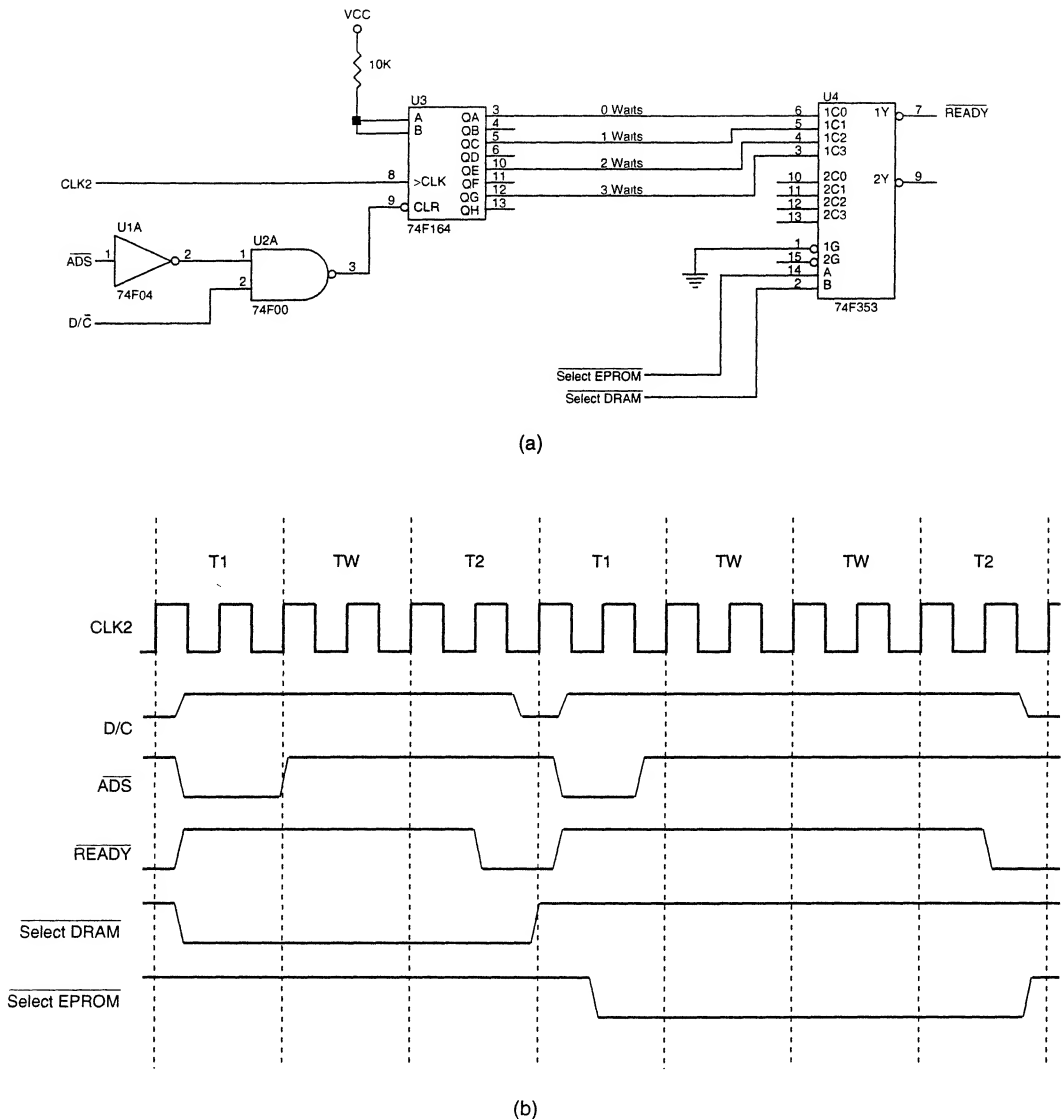 VCC
10K
U3
A
B
>CLK
CLR
QA
QB
QC
QD
QE
QF
QG
QH
3
4
5
6
10
11
12
13
8
9
74F164
CLK2
U1A
ADS
1
2
74F04
U2A
1
2
3
74F00
D/C
0 Waits
1 Waits
2 Waits
3 Waits
U4
6
5
4
3
10
11
12
13
1
15
14
2
1C0
1C1
1C2
1C3
2C0
2C1
2C2
2C3
1G
2G
A
B
1Y
2Y
7
9
READY
74F353
Select EPROM
Select DRAM
(a)
T1 TW T2 T1 TW TW T2
CLK2
D/C
ADS
READY
Select DRAM
Select EPROM
(b)